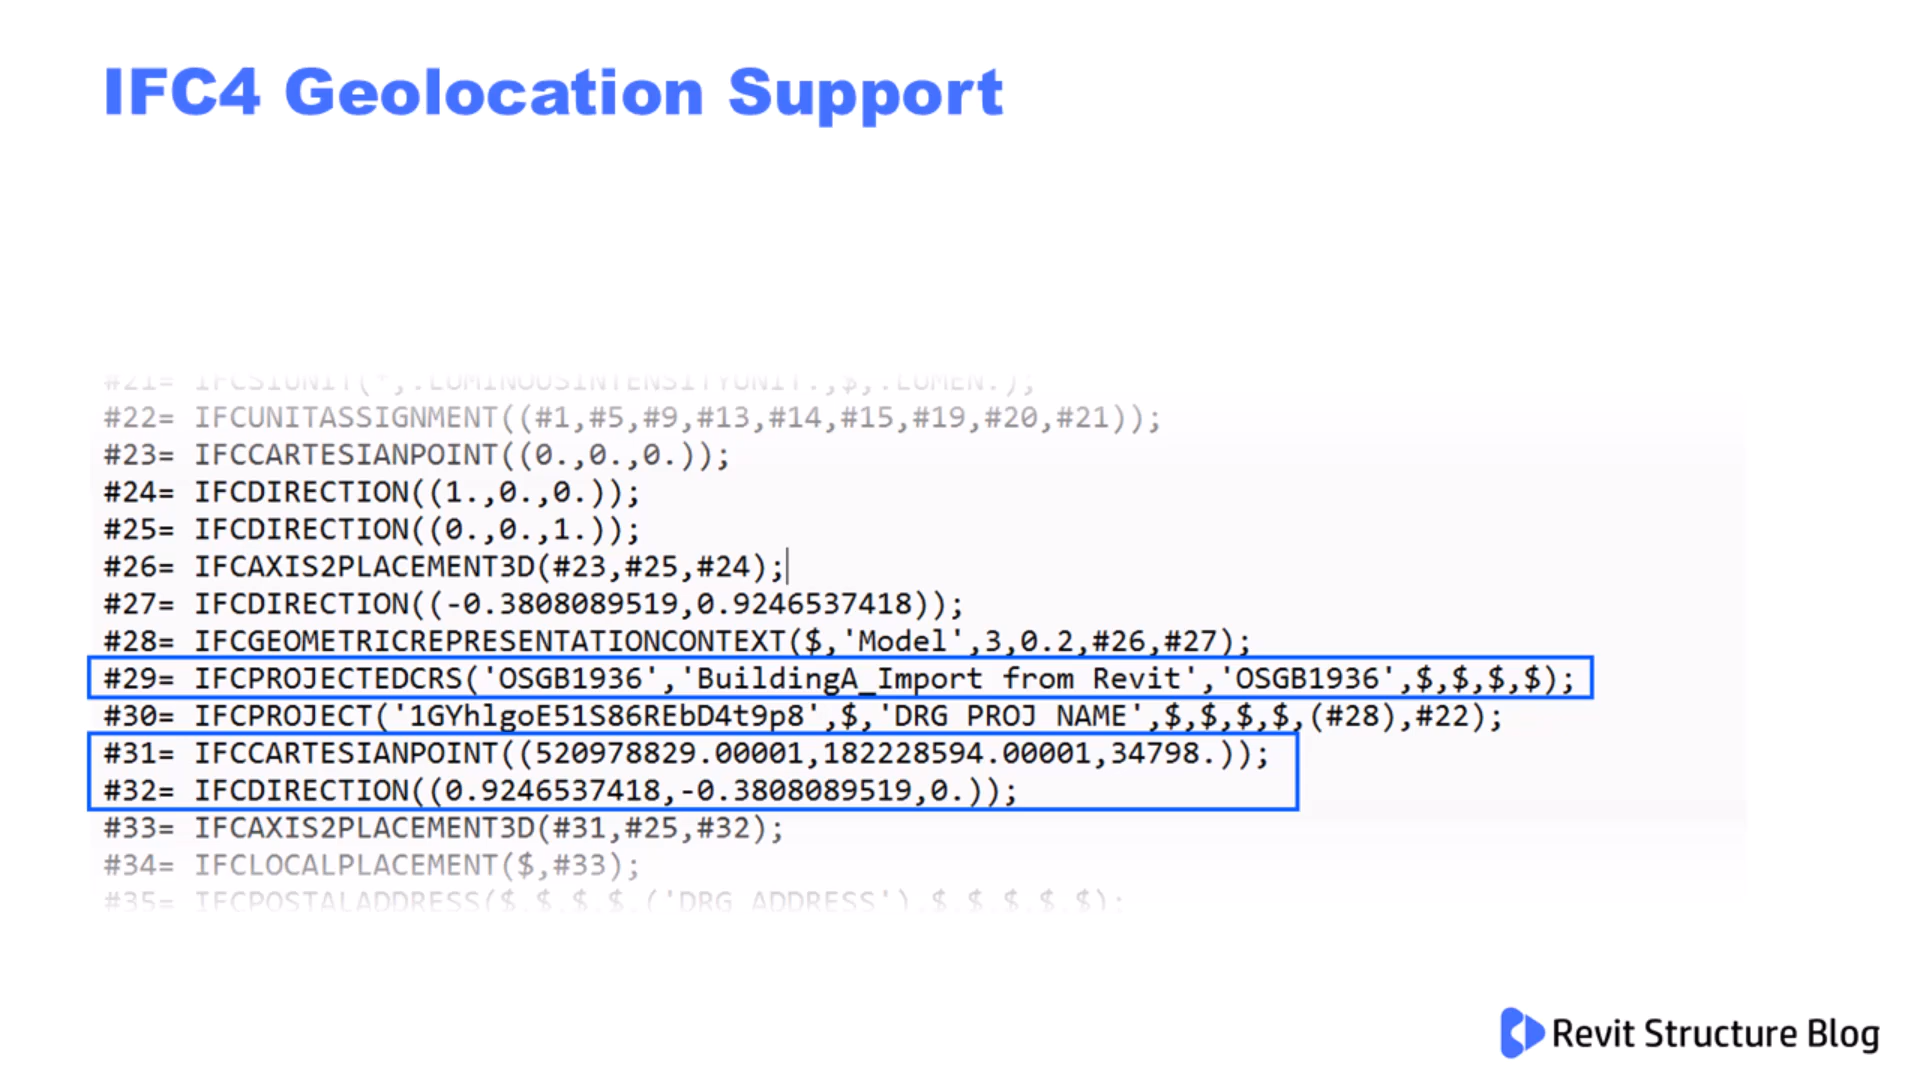 IFC4 Geolocation Support
#21= IFCSIUNIT(*,.LUMINOUSINTENSITYUNIT.,$,.LUMEN.);
#22= IFCUNITASSIGNMENT((#1,#5,#9,#13,#14,#15,#19,#20,#21));
#23= IFCCARTESIANPOINT((0.,0.,0.));
#24= IFCDIRECTION((1.,0.,0.));
#25= IFCDIRECTION((0.,0.,1.));
#26= IFCAXIS2PLACEMENT3D(#23,#25,#24);
#27= IFCDIRECTION((-0.3808089519,0.9246537418));
#28= IFCGEOMETRICREPRESENTATIONCONTEXT($,'Model',3,0.2,#26,#27);
#29= IFCPROJECTEDCRS('OSGB1936','BuildingA_Import from Revit','OSGB1936',$,$,$,$);
#30= IFCPROJECT('1GYhlgoE51S86REbD4t9p8',$,'DRG PROJ NAME',$,$,$,$,(#28),#22);
#31= IFCCARTESIANPOINT((520978829.00001,182228594.00001,34798.));
#32= IFCDIRECTION((0.9246537418,-0.3808089519,0.));
#33= IFCAXIS2PLACEMENT3D(#31,#25,#32);
#34= IFCLOCALPLACEMENT($,#33);
#35= IFCPOSTALADDRESS($,$,$,$,('DRG ADDRESS'),$,$,$,$,$);
Revit Structure Blog